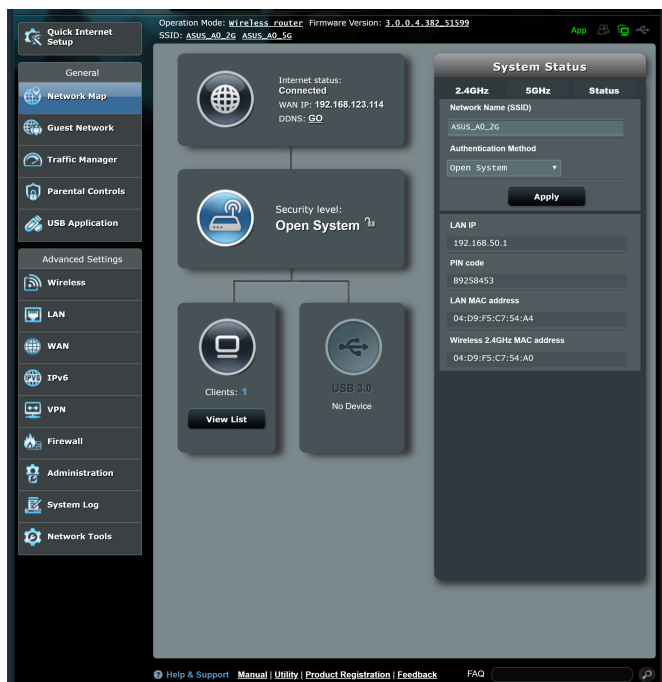 Operation Mode: Wireless router Firmware Version: 3.0.0.4.382_51599
SSID: ASUS_A0_2G ASUS_A0_5G
App
Quick Internet
Setup
General
Network Map
Guest Network
Traffic Manager
Parental Controls
USB Application
Advanced Settings
Wireless
LAN
WAN
IPv6
VPN
Firewall
Administration
System Log
Network Tools
Internet status:
Connected
WAN IP: 192.168.123.114
DDNS: GO
Security level:
Open System
Clients: 1
View List
USB 3.0
No Device
System Status
2.4GHz 5GHz Status
Network Name (SSID)
ASUS_A0_2G
Authentication Method
Open System
Apply
LAN IP
192.168.50.1
PIN code
89258453
LAN MAC address
04:D9:F5:C7:54:A4
Wireless 2.4GHz MAC address
04:D9:F5:C7:54:A0
Help & Support Manual | Utility | Product Registration | Feedback FAQ